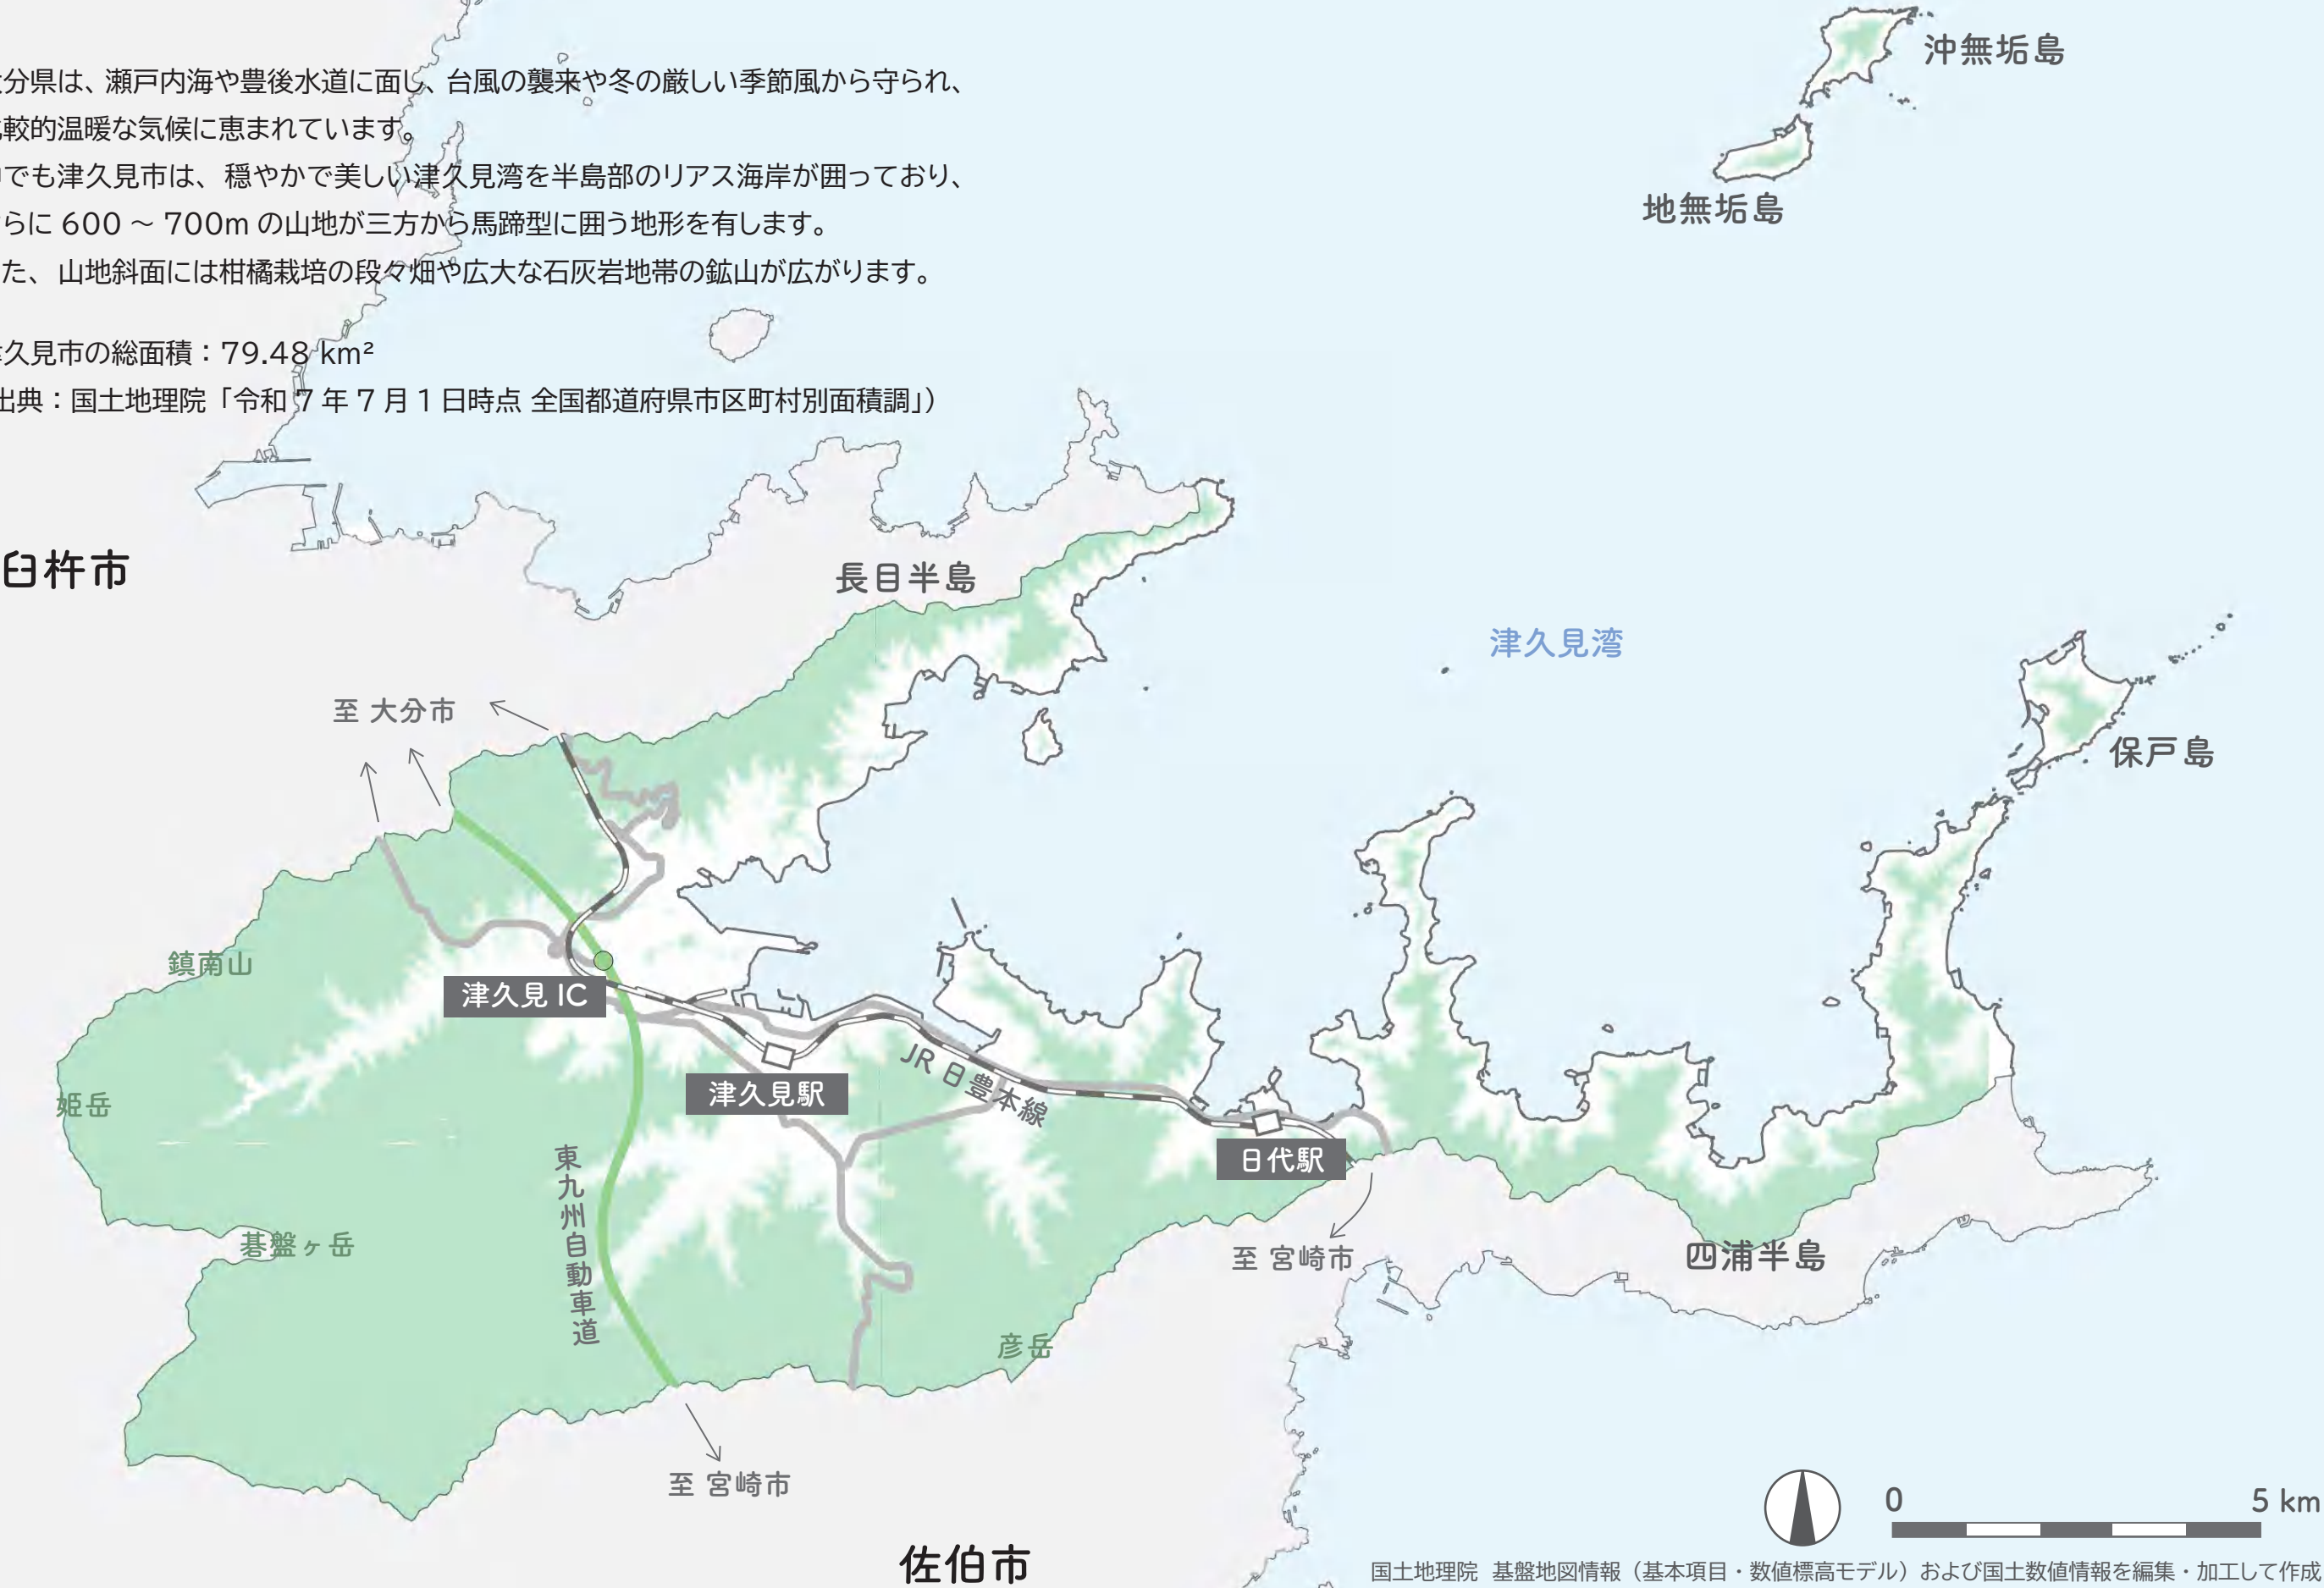 分県は、瀬戸内海や豊後水道に面し、台風の襲来や冬の厳しい季節風から守られ、
較的温暖な気候に恵まれています。
でも津久見市は、穏やかで美しい津久見湾を半島部のリアス海岸が囲っており、
らに 600 ～ 700m の山地が三方から馬蹄型に囲う地形を有します。
た、山地斜面には柑橘栽培の段々畑や広大な石灰岩地帯の鉱山が広がります。
久見市の総面積：79.48 km²
出典：国土地理院「令和 7 年 7 月 1 日時点 全国都道府県市区町村別面積調」）
沖無垢島
地無垢島
臼杵市
長目半島
津久見湾
至 大分市
保戸島
鎮南山
津久見 IC
津久見駅
JR 日豊本線
姫岳
東九州自動車道
日代駅
碁盤ヶ岳
至 宮崎市
四浦半島
彦岳
至 宮崎市
佐伯市
0
5 km
国土地理院 基盤地図情報（基本項目・数値標高モデル）および国土数値情報を編集・加工して作成